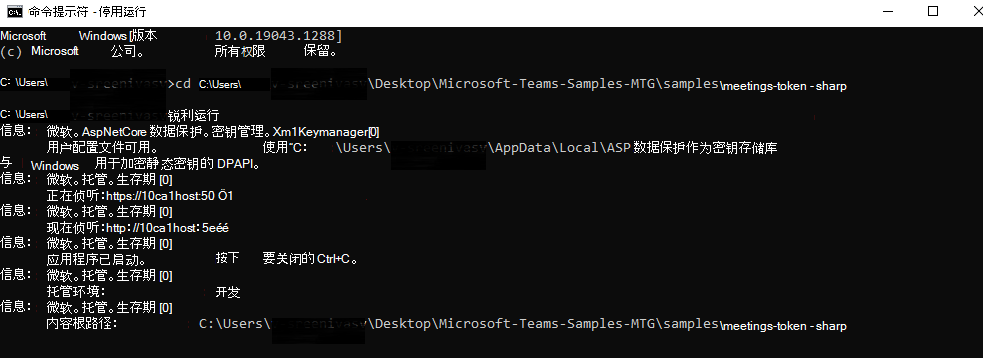 命令提示符 - 停用运行
Microsoft Windows [版本 10.0.19043.1288]
(c) Microsoft 公司。 所有权限 保留。
C: \Users\ v-sreenivasy>cd C:\Users\ v-sreenivasy\Desktop\Microsoft-Teams-Samples-MTG\samples\meetings-token - sharp
C: \Users\ 锐利运行
信息: 微软。AspNetCore 数据保护。密钥管理。Xm1Keymanager[0]
用户配置文件可用。 使用“C: \Users\ sreenivasy\AppData\Local\ASP 数据保护作为密钥存储库
与 Windows 用于加密静态密钥的 DPAPI。
信息: 微软。托管。生存期 [0]
正在侦听:https://10ca1host:50 Ö1
信息: 微软。托管。生存期 [0]
现在侦听:http://10ca1host: 5eéé
信息: 微软。托管。生存期 [0]
应用程序已启动。 按下 要关闭的 Ctrl+C。
信息: 微软。托管。生存期 [0]
托管环境: 开发
信息: 微软。托管。生存期 [0]
内容根路径: C:\Users\ sreenivasy\Desktop\Microsoft-Teams-Samples-MTG\samples\meetings-token - sharp